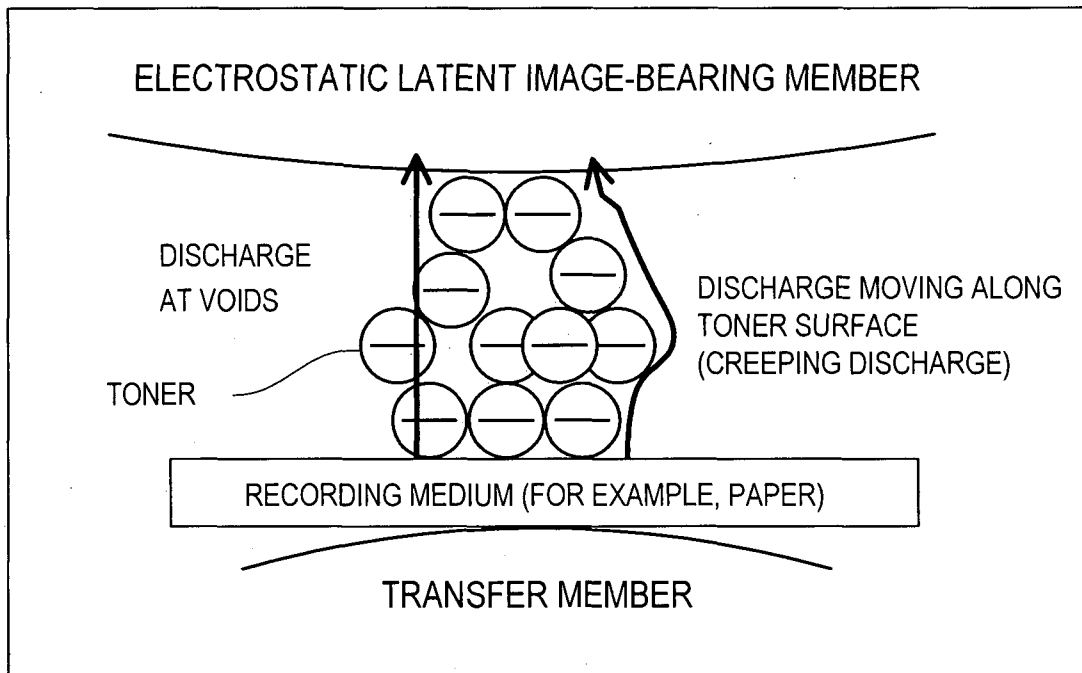 ELECTROSTATIC LATENT IMAGE-BEARING MEMBER
DISCHARGE
AT VOIDS
DISCHARGE MOVING ALONG
TONER SURFACE
(CREEPING DISCHARGE)
TONER
RECORDING MEDIUM (FOR EXAMPLE, PAPER)
TRANSFER MEMBER